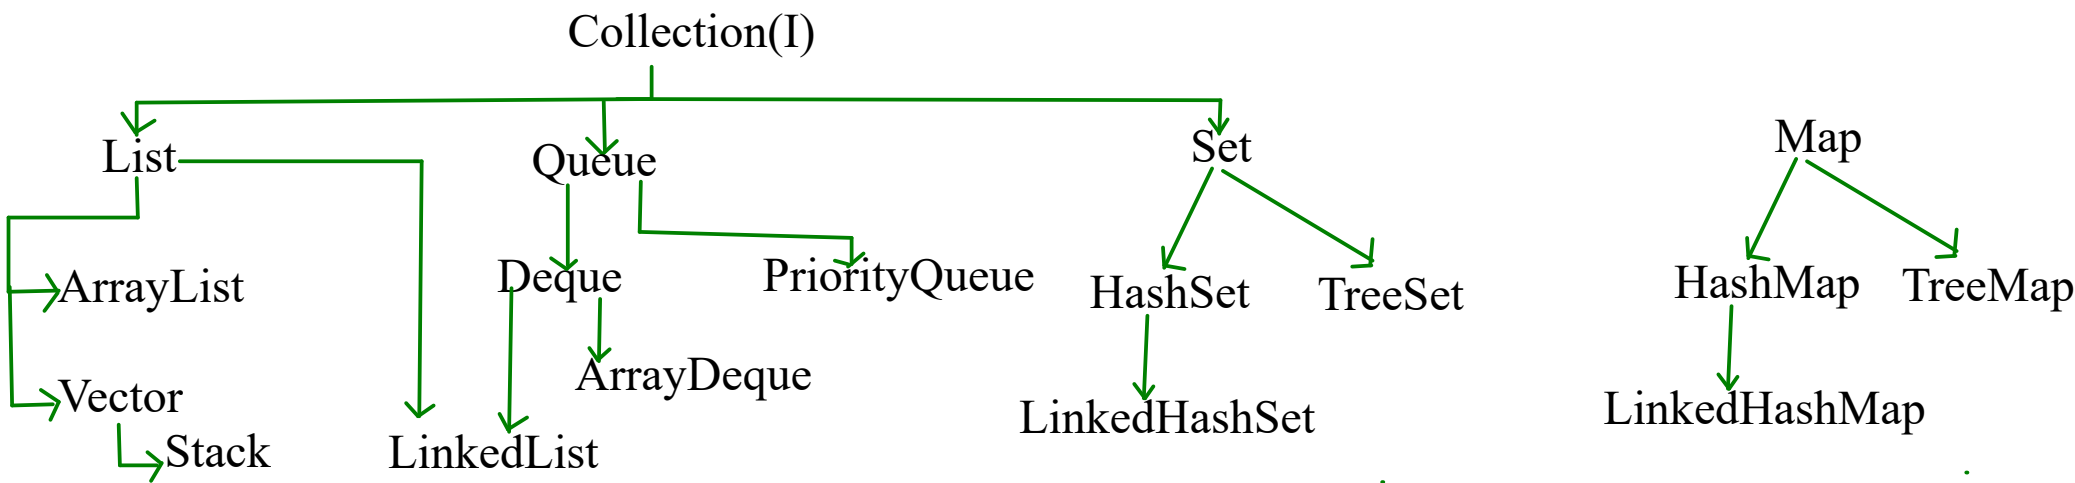 Collection(I)
List
Queue
Set
Map
ArrayList
Deque
PriorityQueue
HashSet
TreeSet
HashMap
TreeMap
Vector
ArrayDeque
LinkedHashSet
LinkedHashMap
Stack
LinkedList